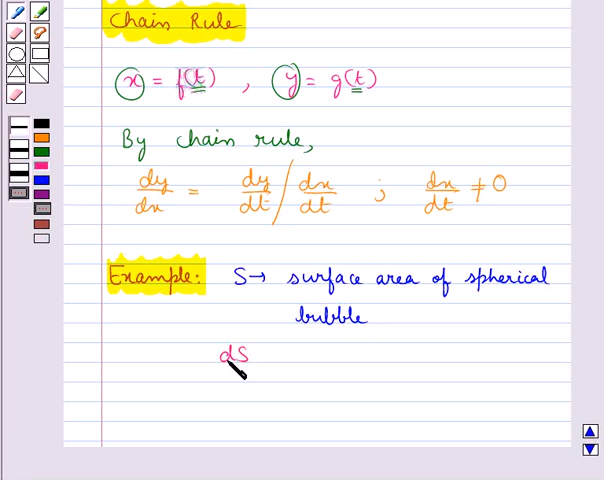 Chain Rule
x = f(t) , y = g(t)
By chain rule,
dy/dx = dy/dt / dx/dt ; dx/dt ≠ 0
Example: S → surface area of spherical
bubble
dS